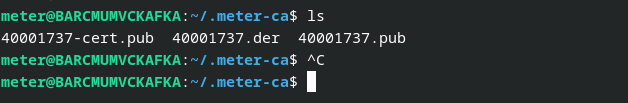 meter@BARCMUMVCKAFKA:~/.meter-ca$ ls
40001737-cert.pub  40001737.der  40001737.pub
meter@BARCMUMVCKAFKA:~/.meter-ca$ ^C
meter@BARCMUMVCKAFKA:~/.meter-ca$